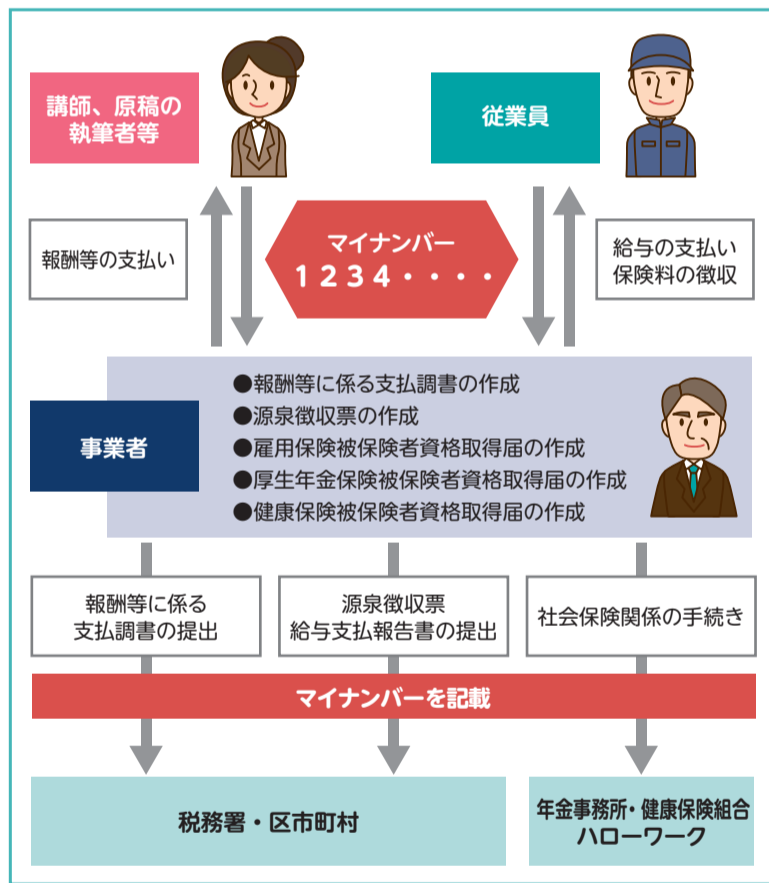 講師、原稿の
執筆者等
従業員
報酬等の支払い
マイナンバー
1234・・・・
給与の支払い
保険料の徴収
事業者
●報酬等に係る支払調書の作成
●源泉徴収票の作成
●雇用保険被保険者資格取得届の作成
●厚生年金保険被保険者資格取得届の作成
●健康保険被保険者資格取得届の作成
報酬等に係る
支払調書の提出
源泉徴収票
給与支払報告書の提出
社会保険関係の手続き
マイナンバーを記載
税務署・区市町村
年金事務所・健康保険組合
ハローワーク